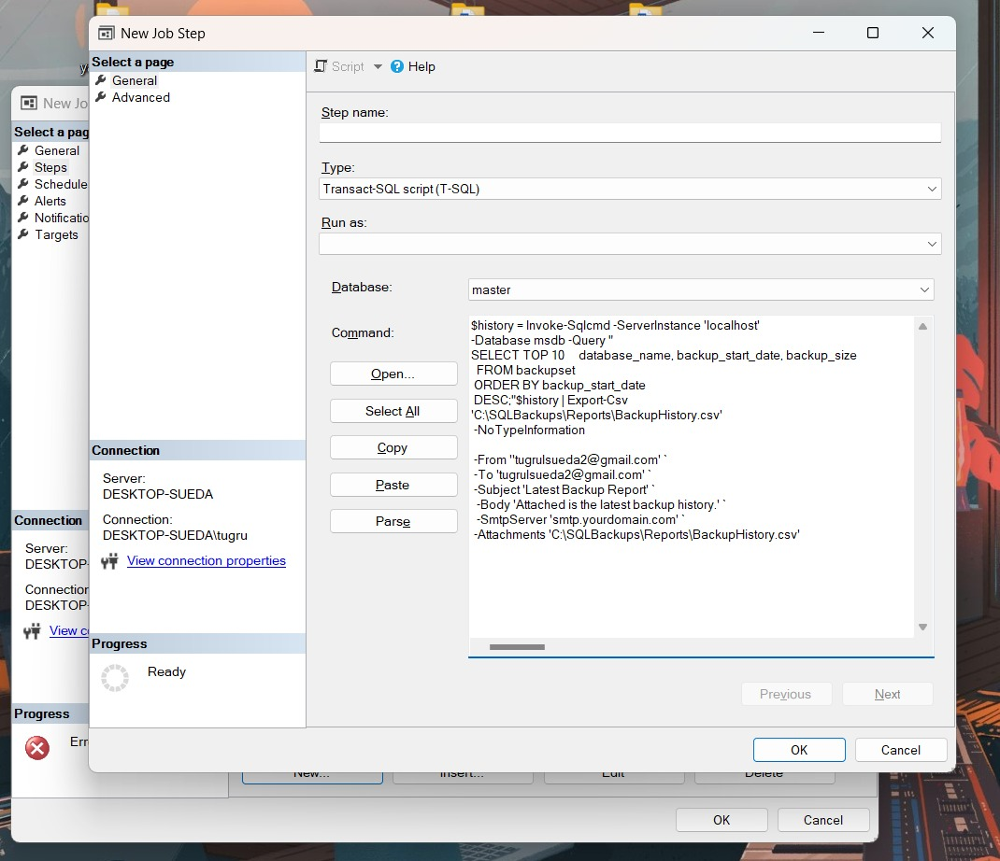 New Job Step
Select a page
General
Advanced
Script
Help
Step name:
Type:
Transact-SQL script (T-SQL)
Run as:
Database:
master
Command:
Open...
Select All
Copy
Paste
Parse
$history = Invoke-Sqlcmd -ServerInstance 'localhost'
-Database msdb -Query "
SELECT TOP 10    database_name, backup_start_date, backup_size
FROM backupset
ORDER BY backup_start_date
DESC;"$history | Export-Csv
'C:\SQLBackups\Reports\BackupHistory.csv'
-NoTypeInformation
-From "tugrulsueda2@gmail.com' `
-To 'tugrulsueda2@gmail.com' `
-Subject 'Latest Backup Report' `
-Body 'Attached is the latest backup history.' `
-SmtpServer 'smtp.yourdomain.com' `
-Attachments 'C:\SQLBackups\Reports\BackupHistory.csv'
Connection
Server:
DESKTOP-SUEDA
Connection:
DESKTOP-SUEDA\tugru
View connection properties
Progress
Ready
Previous
Next
OK
Cancel
New Jo
Select a pag
General
Steps
Schedule
Alerts
Notificatio
Targets
Connection
Server:
DESKTOP-
Connection
DESKTOP-
View c
Progress
Err
New...
Insert...
Edit
Delete
OK
Cancel